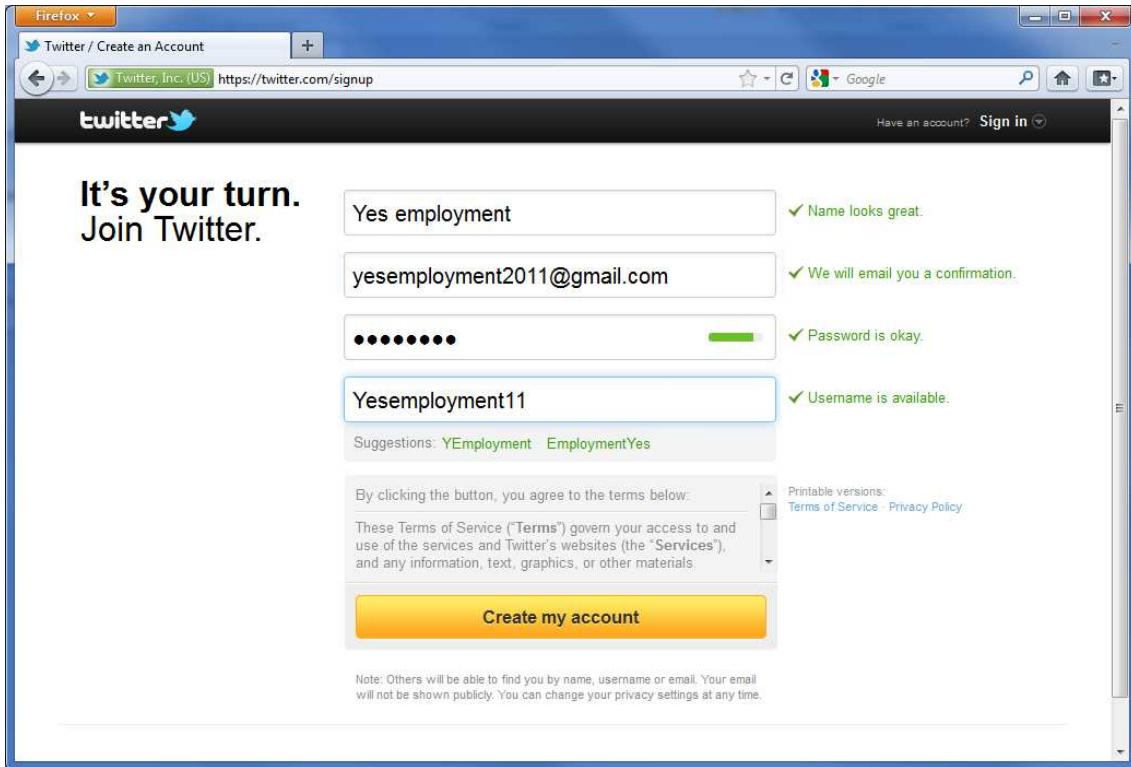 Firefox
Twitter / Create an Account
Twitter, Inc. (US) https://twitter.com/signup
Google
twitter
Have an account? Sign in
It's your turn.
Join Twitter.
Yes employment
Name looks great.
yesemployment2011@gmail.com
We will email you a confirmation.
••••••••
Password is okay.
Yesemployment11
Username is available.
Suggestions: YEmployment EmploymentYes
By clicking the button, you agree to the terms below:
These Terms of Service (“Terms”) govern your access to and
use of the services and Twitter’s websites (the “Services”),
and any information, text, graphics, or other materials
Printable versions:
Terms of Service · Privacy Policy
Create my account
Note: Others will be able to find you by name, username or email. Your email
will not be shown publicly. You can change your privacy settings at any time.